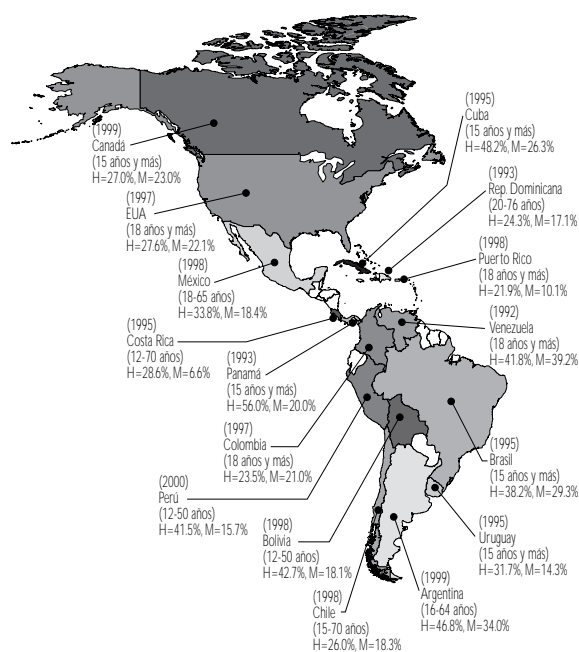 (1999)
Canadá
(15 años y más)
H=27.0%, M=23.0%
(1997)
EUA
(18 años y más)
H=27.6%, M=22.1%
(1998)
México
(18-65 años)
H=33.8%, M=18.4%
(1995)
Costa Rica
(12-70 años)
H=28.6%, M=6.6%
(1993)
Panamá
(15 años y más)
H=56.0%, M=20.0%
(1997)
Colombia
(18 años y más)
H=23.5%, M=21.0%
(2000)
Perú
(12-50 años)
H=41.5%, M=15.7%
(1998)
Bolivia
(12-50 años)
H=42.7%, M=18.1%
(1998)
Chile
(15-70 años)
H=26.0%, M=18.3%
(1995)
Cuba
(15 años y más)
H=48.2%, M=26.3%
(1993)
Rep. Dominicana
(20-76 años)
H=24.3%, M=17.1%
(1998)
Puerto Rico
(18 años y más)
H=21.9%, M=10.1%
(1992)
Venezuela
(18 años y más)
H=41.8%, M=39.2%
(1995)
Brasil
(15 años y más)
H=38.2%, M=29.3%
(1995)
Uruguay
(15 años y más)
H=31.7%, M=14.3%
(1999)
Argentina
(16-64 años)
H=46.8%, M=34.0%